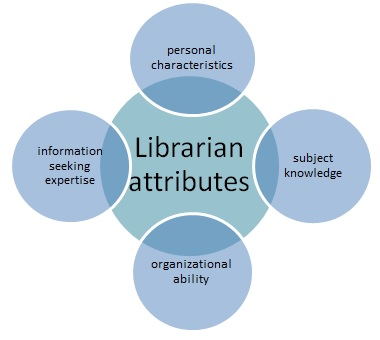 personal
characteristics
Librarian
attributes
information
seeking
expertise
subject
knowledge
organizational
ability